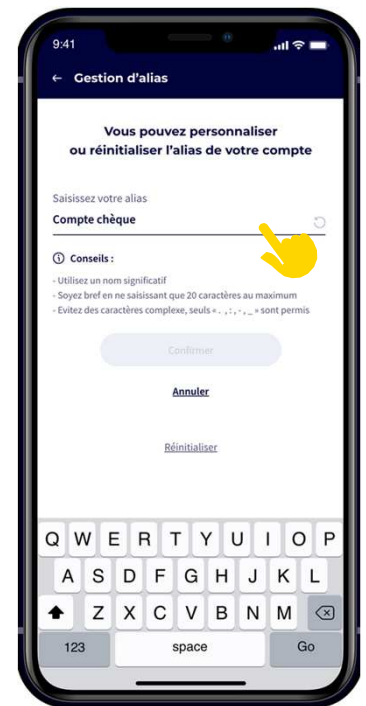 9:41
← Gestion d'alias
Vous pouvez personnaliser
ou réinitialiser l'alias de votre compte
Saisissez votre alias
Compte chèque
Conseils :
- Utilisez un nom significatif
- Soyez bref en ne saisissant que 20 caractères au maximum
- Evitez des caractères complexe, seuls « . , : , - , _ » sont permis
Confirmer
Annuler
Réinitialiser
Q W E R T Y U I O P
A S D F G H J K L
Z X C V B N M
123 space Go